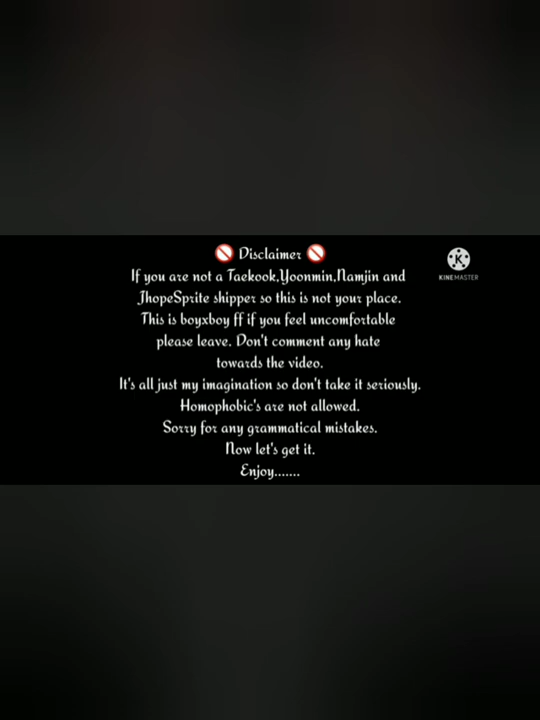 🚫 Disclaimer 🚫
If you are not a Taekook,Yoonmin,Namjin and
JhopeSprite shipper so this is not your place.
This is boyxboy ff if you feel uncomfortable
please leave. Don't comment any hate
towards the video.
It's all just my imagination so don't take it seriously.
Homophobic's are not allowed.
Sorry for any grammatical mistakes.
Now let's get it.
Enjoy.......
K
KINEMASTER